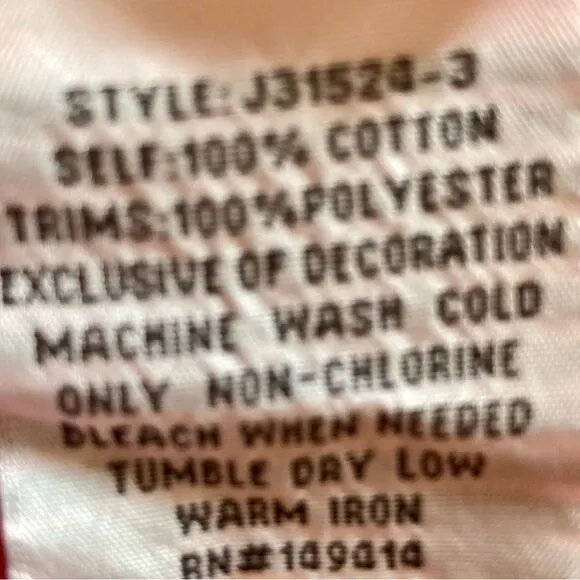 STYLE: J31524-3
SELF:100% COTTON
TRIMS:100%POLYESTER
EXCLUSIVE OF DECORATION
MACHINE WASH COLD
ONLY NON-CHLORINE
BLEACH WHEN NEEDED
TUMBLE DRY LOW
WARM IRON
RN#149414